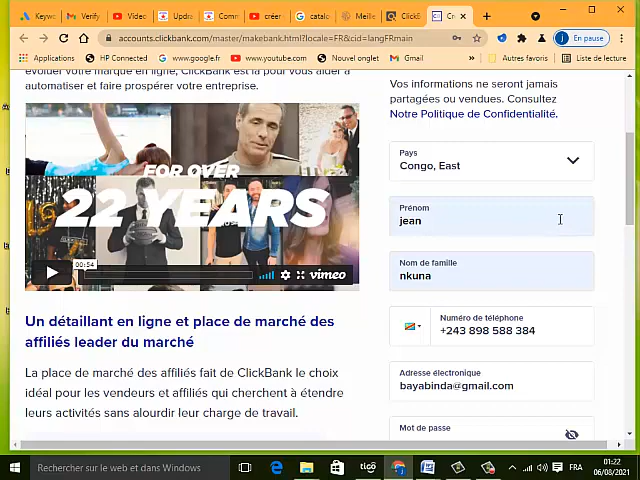 Keywo
Verify
Vídeo
Updra
Comm
créer
catalo
Meille
ClickB
Cr
accounts.clickbank.com/master/makebank.html?locale=FR&cid=langFRmain
En pause
Applications
HP Connected
www.google.fr
www.youtube.com
Nouvel onglet
Gmail
»
Autres favoris
Liste de lecture
évoluer votre marque en ligne, ClickBank est là pour vous aider à
automatiser et faire prospérer votre entreprise.
FOR OVER
22 YEARS
00:54
vimeo
Un détaillant en ligne et place de marché des
affiliés leader du marché
La place de marché des affiliés fait de ClickBank le choix
idéal pour les vendeurs et affiliés qui cherchent à étendre
leurs activités sans alourdir leur charge de travail.
Vos informations ne seront jamais
partagées ou vendues. Consultez
Notre Politique de Confidentialité.
Pays
Congo, East
Prénom
jean
Nom de famille
nkuna
Numéro de téléphone
+243 898 588 384
Adresse électronique
bayabinda@gmail.com
Mot de passe
Recherche sur le web et dans Windows
tigo
FRA
01:22
06/08/2021